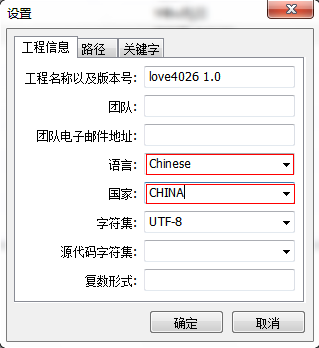 设置
工程信息 路径 关键字
工程名称以及版本号: love4026 1.0
团队:
团队电子邮件地址:
语言: Chinese
国家: CHINA
字符集: UTF-8
源代码字符集:
复数形式:
确定 取消